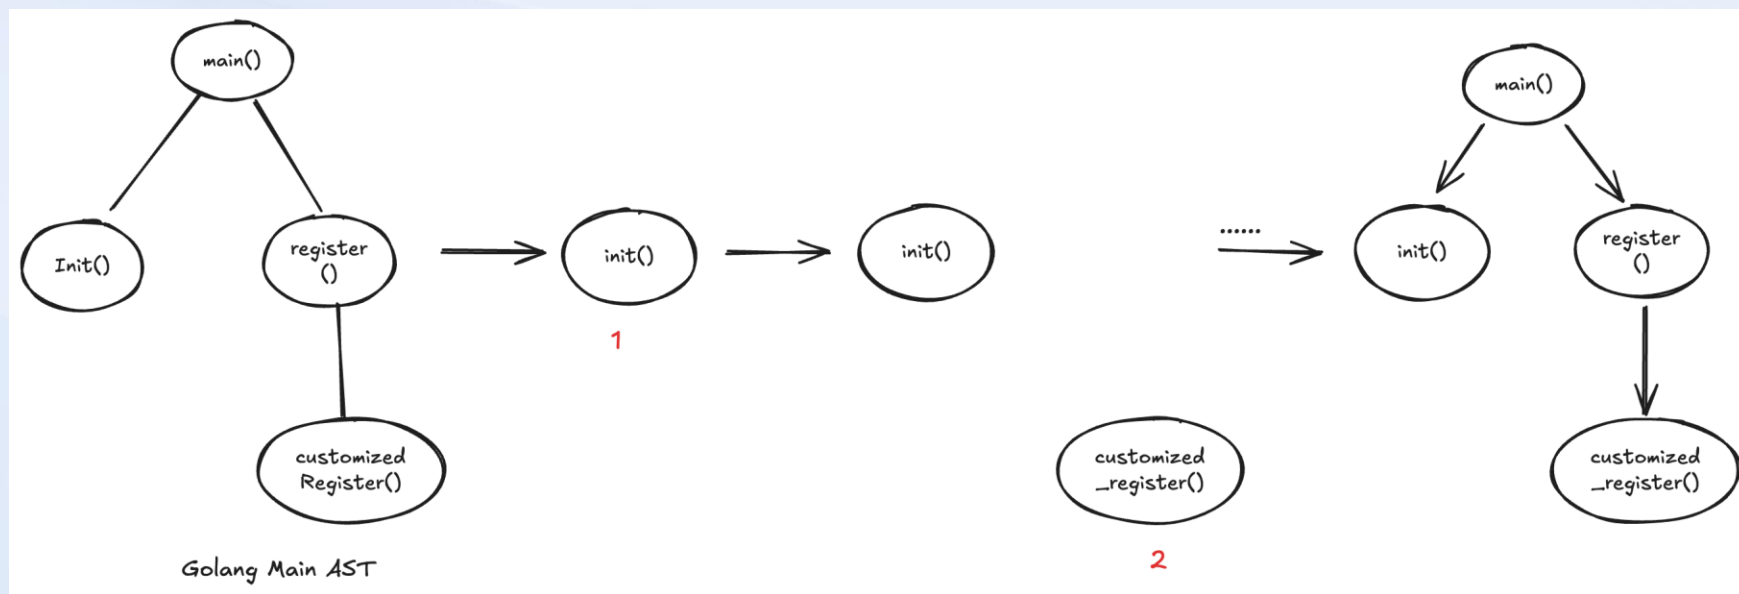 main()
Init()
register
()
customized
Register()
Golang Main AST
init()
1
init()
customized
_register()
2
......
main()
init()
register
()
customized
_register()